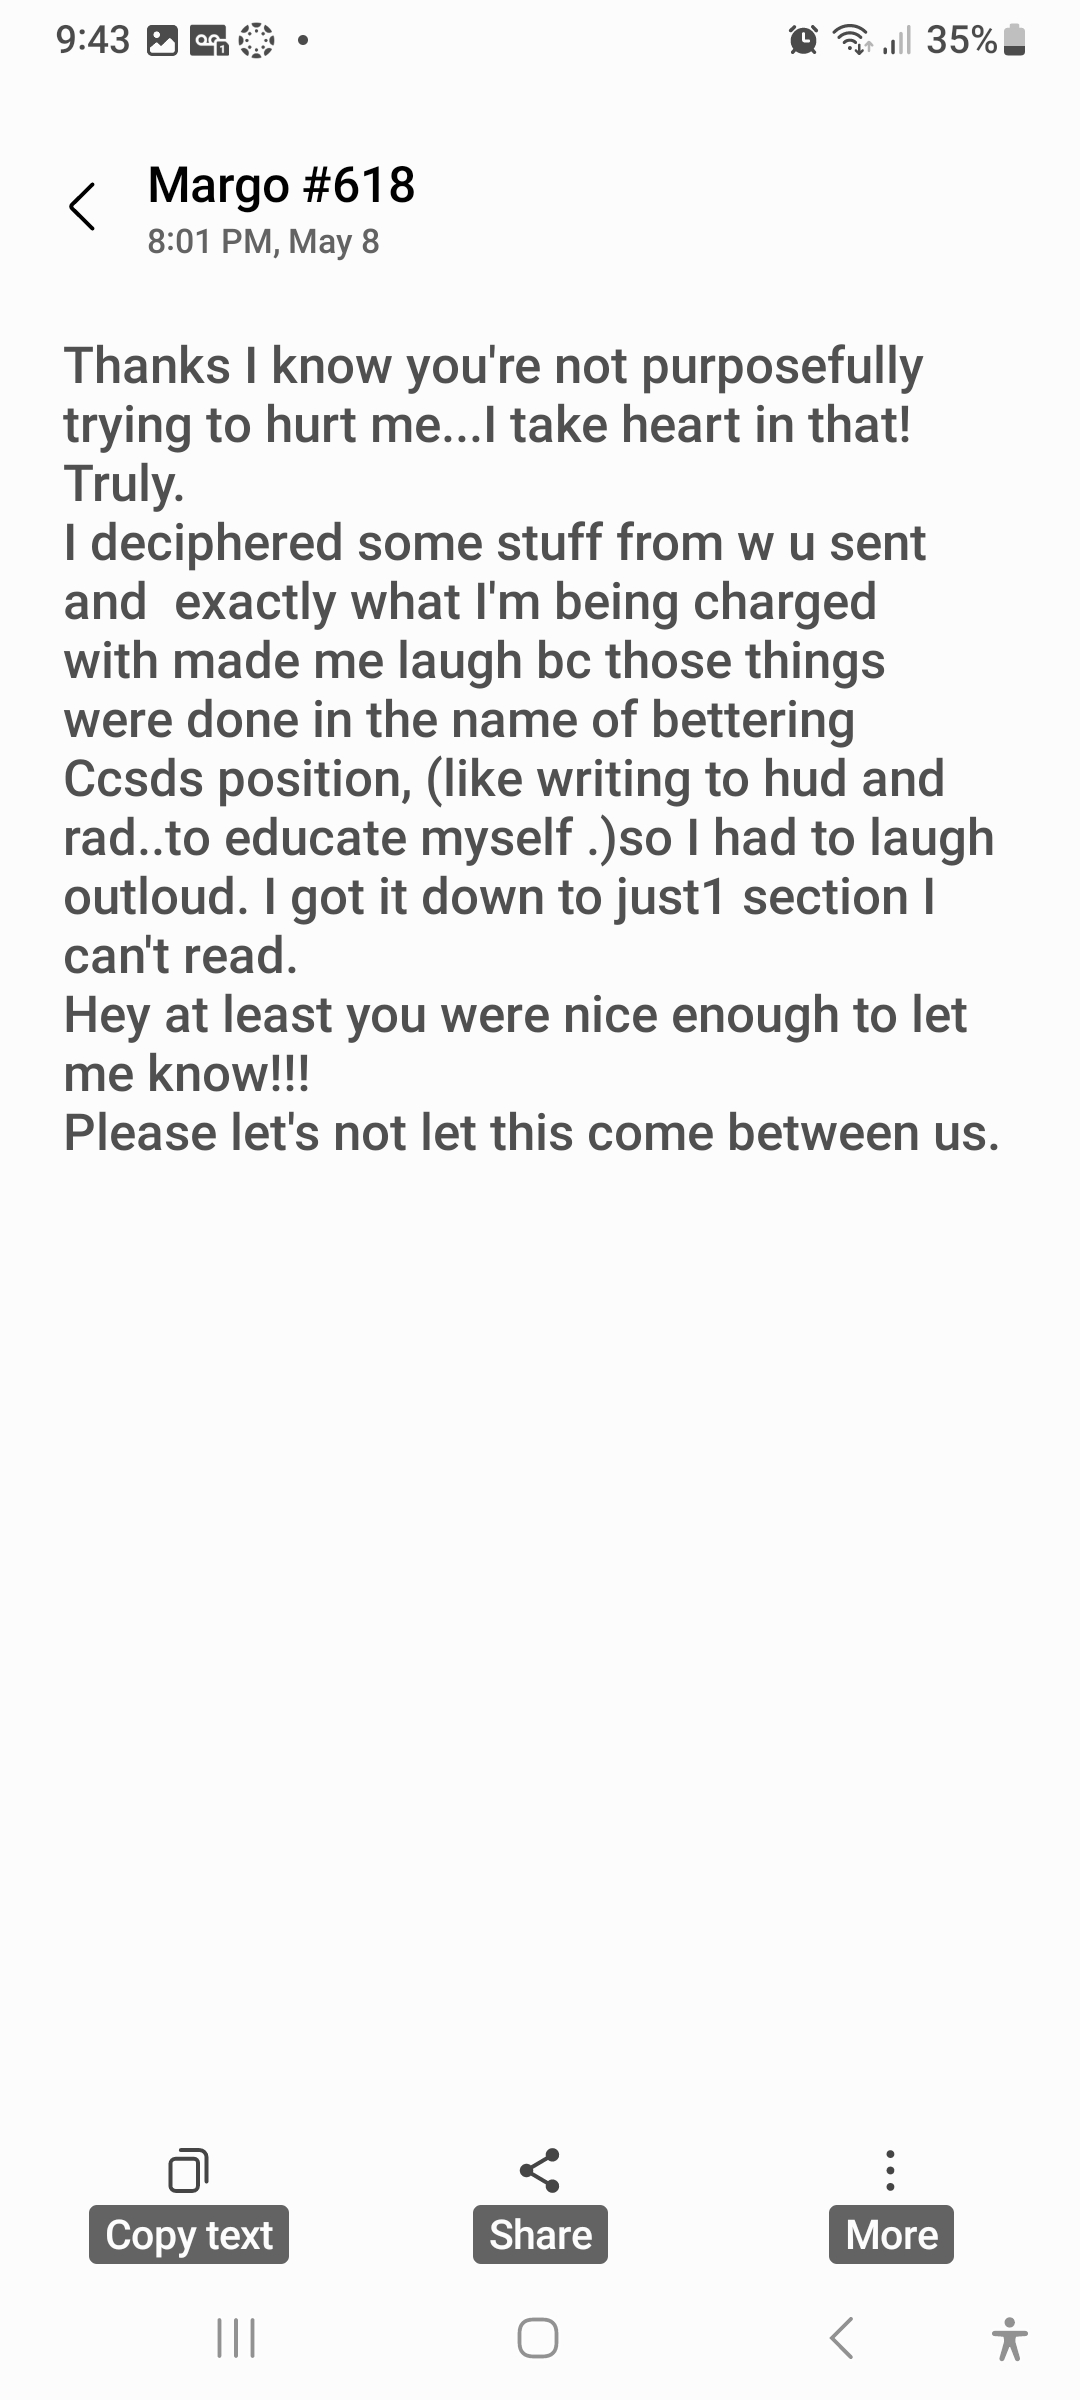 9:43
35%
Margo #618
8:01 PM, May 8
Thanks I know you're not purposefully
trying to hurt me...I take heart in that!
Truly.
I deciphered some stuff from w u sent
and  exactly what I'm being charged
with made me laugh bc those things
were done in the name of bettering
Ccsds position, (like writing to hud and
rad..to educate myself .)so I had to laugh
outloud. I got it down to just1 section I
can't read.
Hey at least you were nice enough to let
me know!!!
Please let's not let this come between us.
Copy text
Share
More